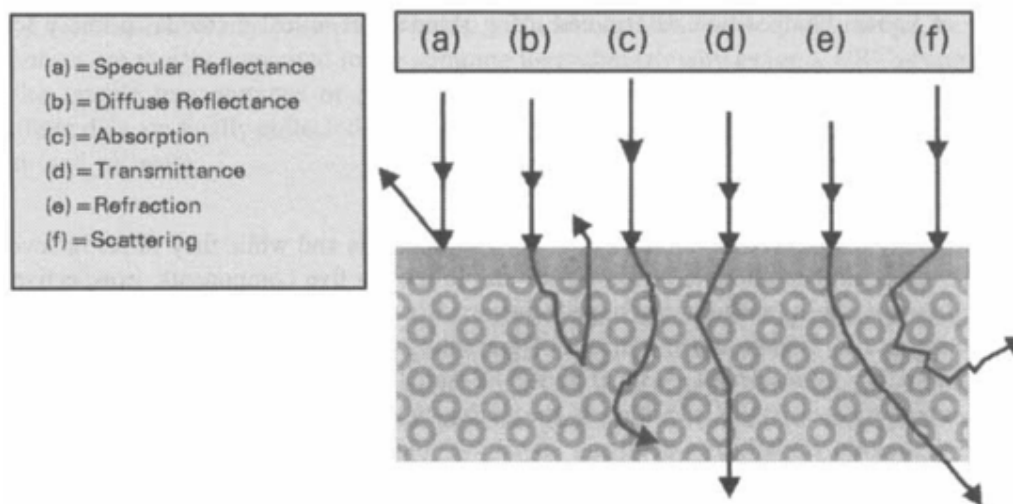 (a) = Specular Reflectance
(b) = Diffuse Reflectance
(c) = Absorption
(d) = Transmittance
(e) = Refraction
(f) = Scattering
(a) (b) (c) (d) (e) (f)